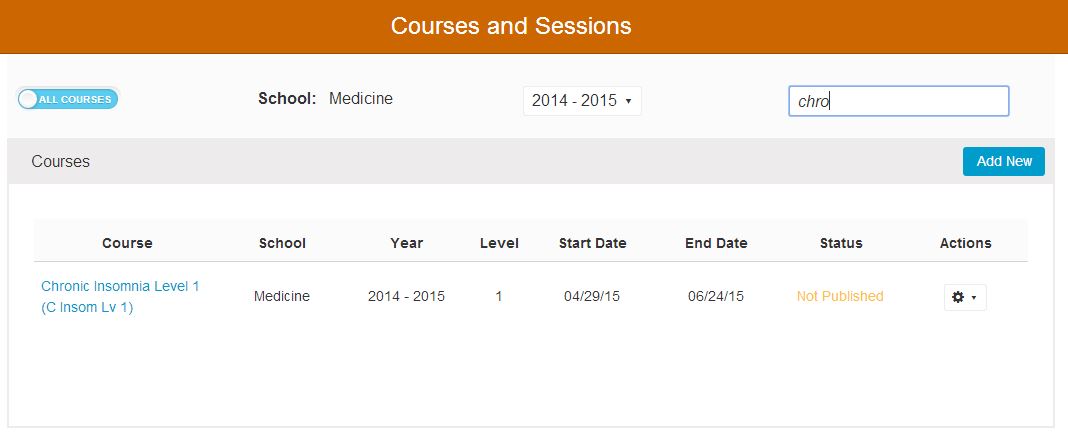 Courses and Sessions
ALL COURSES School: Medicine 2014 - 2015 chro
Courses Add New
Course School Year Level Start Date End Date Status Actions
Chronic Insomnia Level 1
(C Insom Lv 1) Medicine 2014 - 2015 1 04/29/15 06/24/15 Not Published